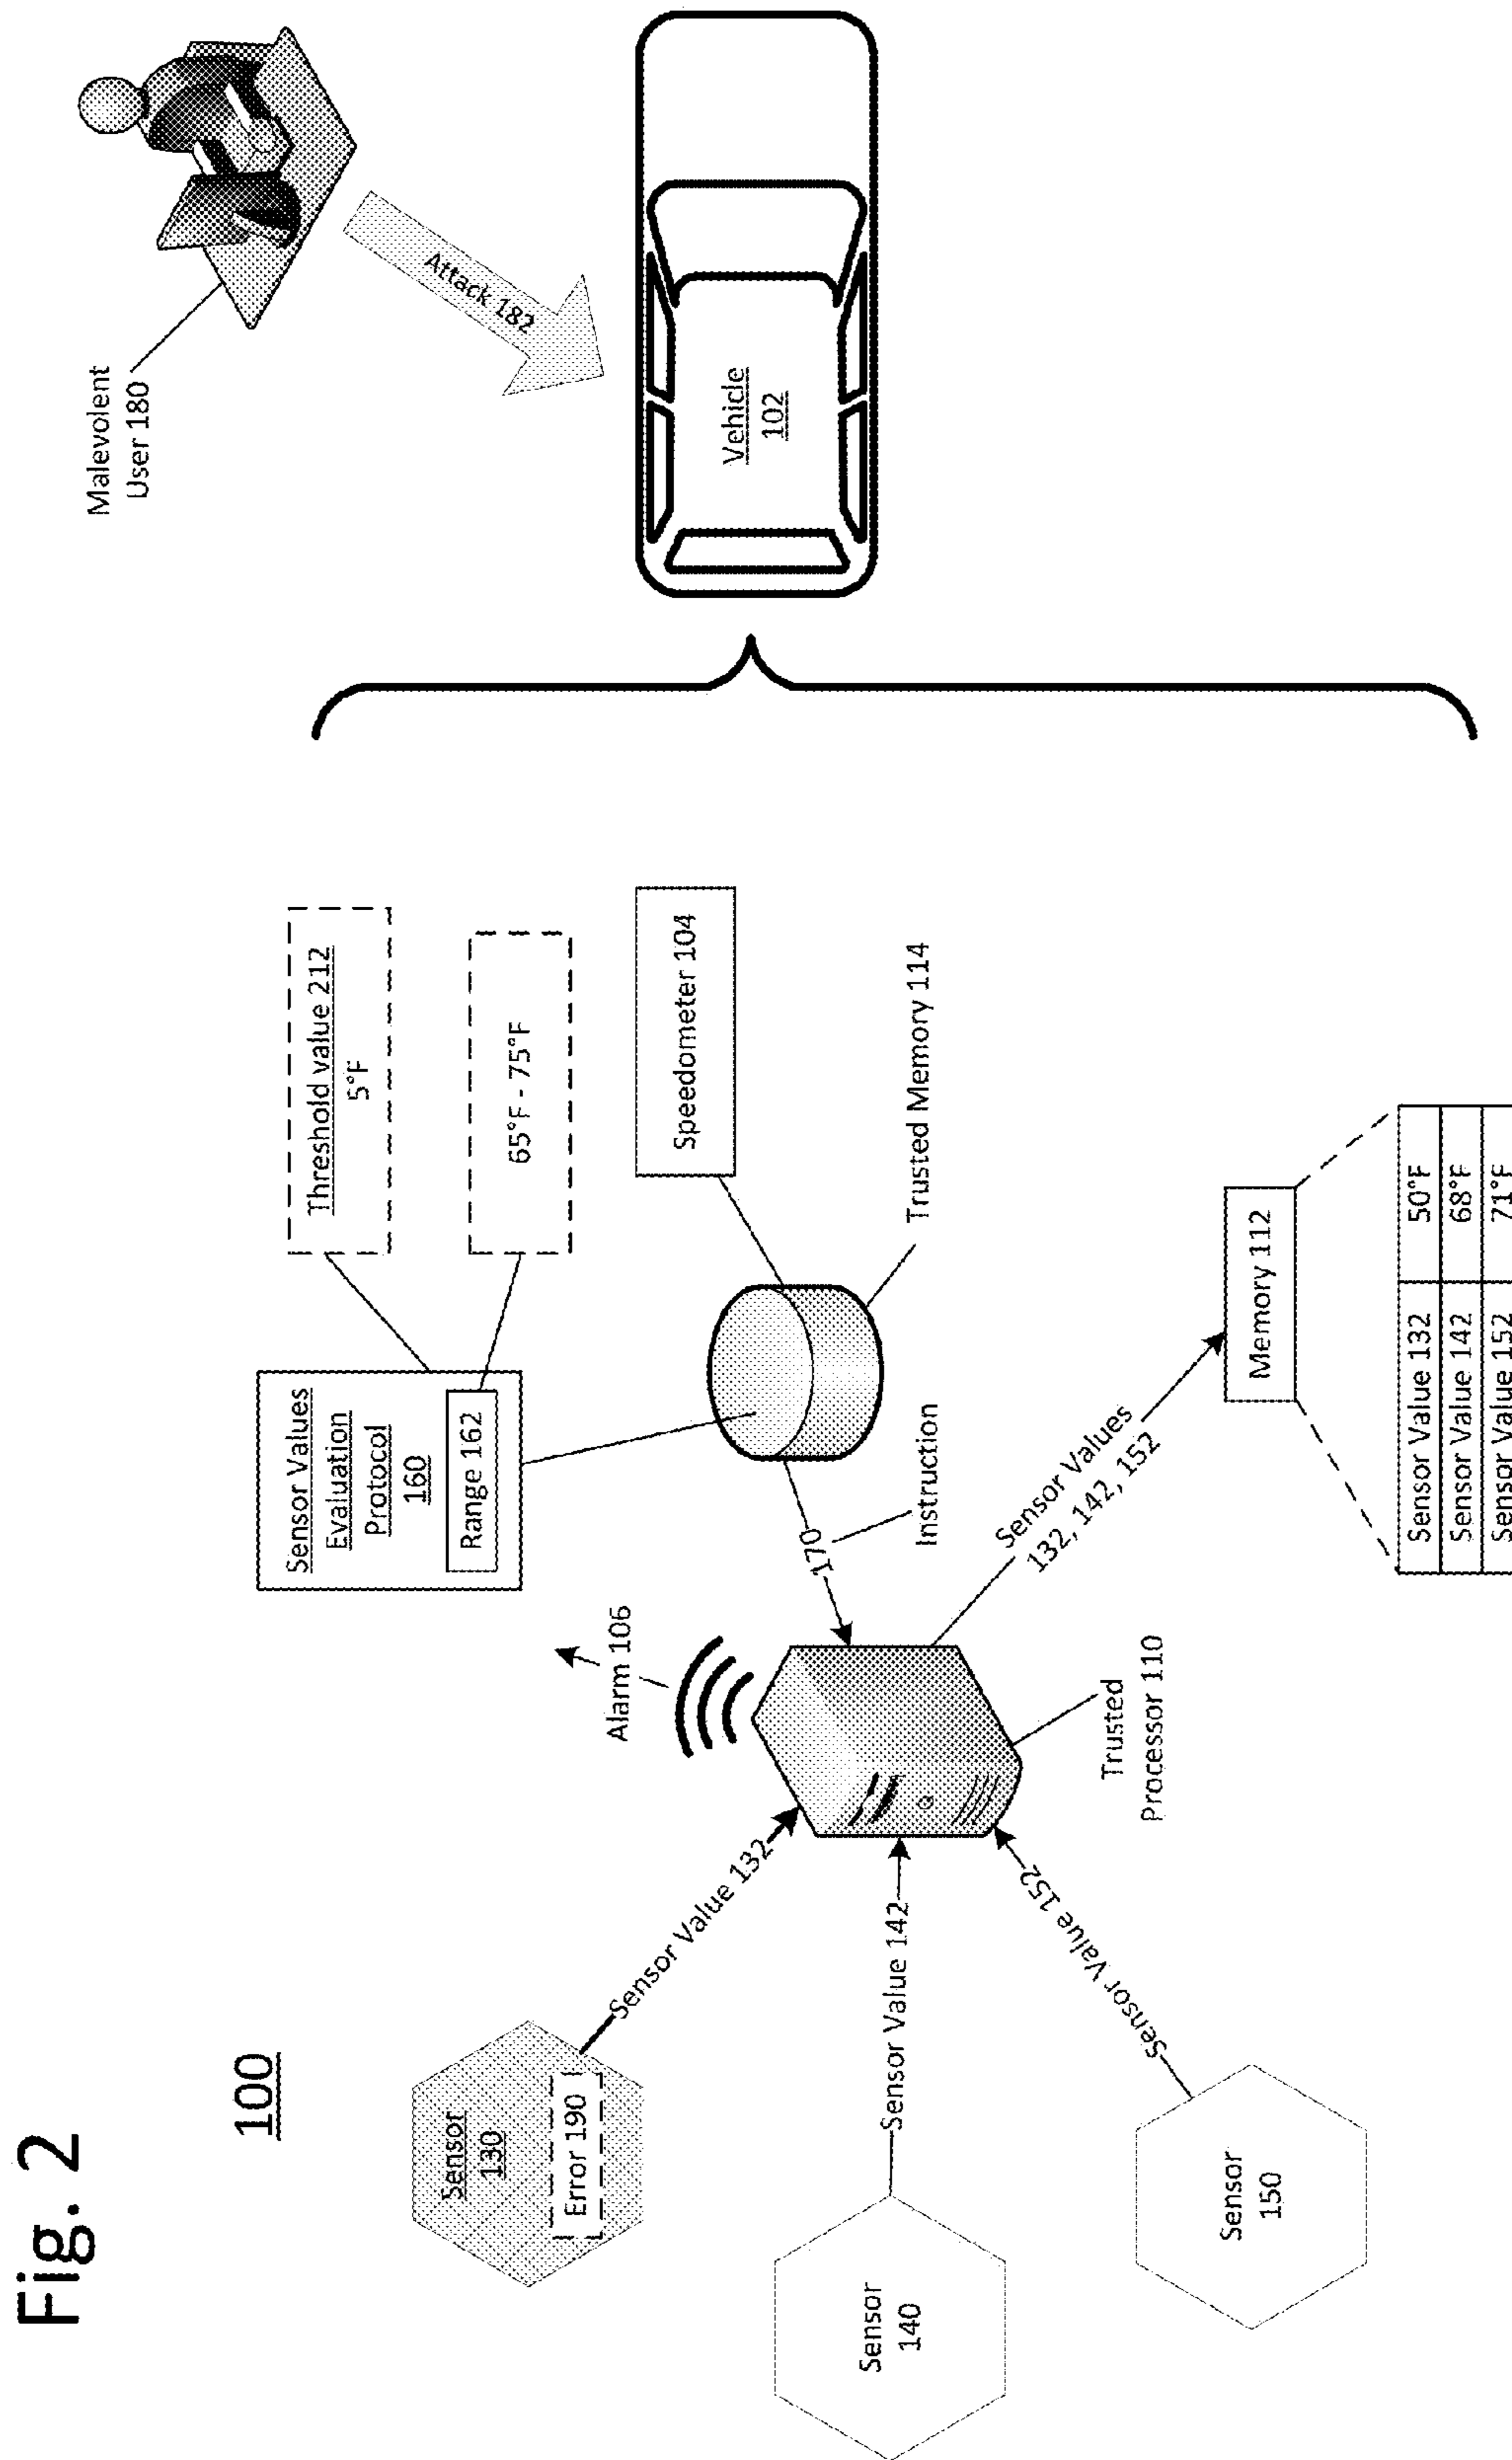 Fig. 2
100
Sensor
130
Error 190
Sensor
140
Sensor
150
Sensor Value 132
Sensor Value 142
Sensor Value 152
Alarm 106
Trusted
Processor 110
Sensor Values
Evaluation
Protocol
160
Range 162
Threshold value 212
5°F
65°F - 75°F
Speedometer 104
Trusted Memory 114
170
Instruction
Sensor Values
132, 142, 152
Memory 112
Sensor Value 132 50°F
Sensor Value 142 68°F
Sensor Value 152 71°F
Malevolent
User 180
Attack 182
Vehicle
102